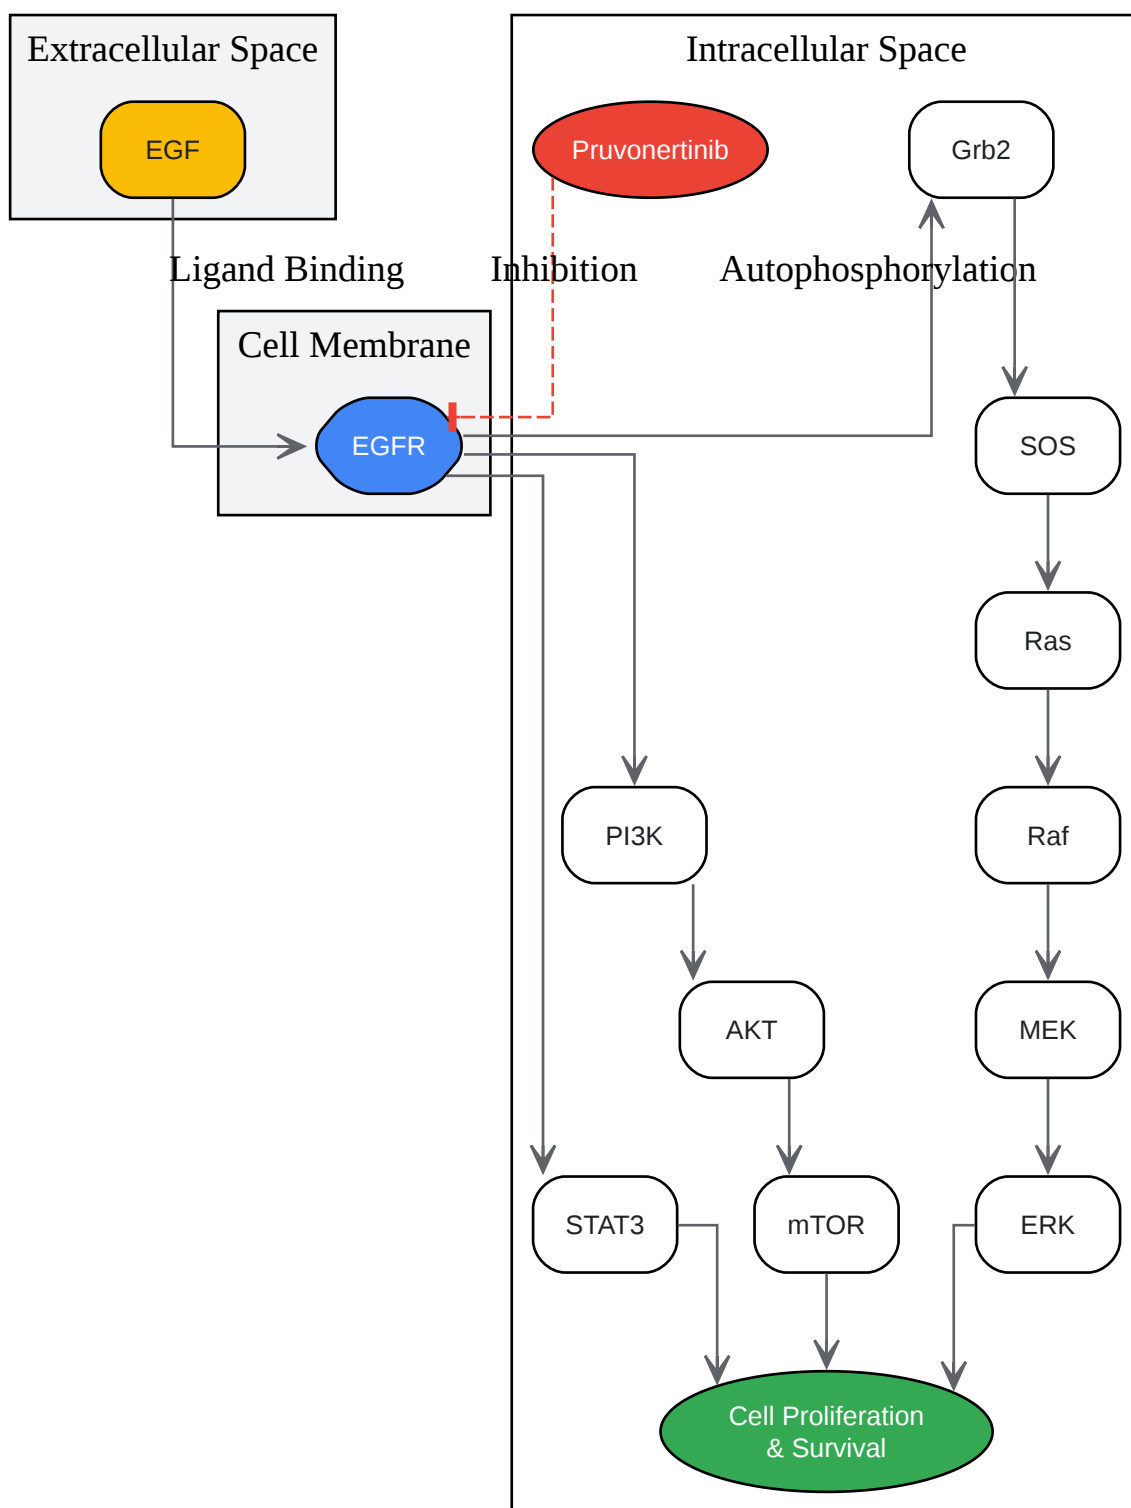 Extracellular Space
Intracellular Space
EGF
Pruvonertinib
Grb2
Ligand Binding
Inhibition
Autophosphorylation
Cell Membrane
EGFR
SOS
Ras
PI3K
Raf
AKT
MEK
STAT3
mTOR
ERK
Cell Proliferation
& Survival